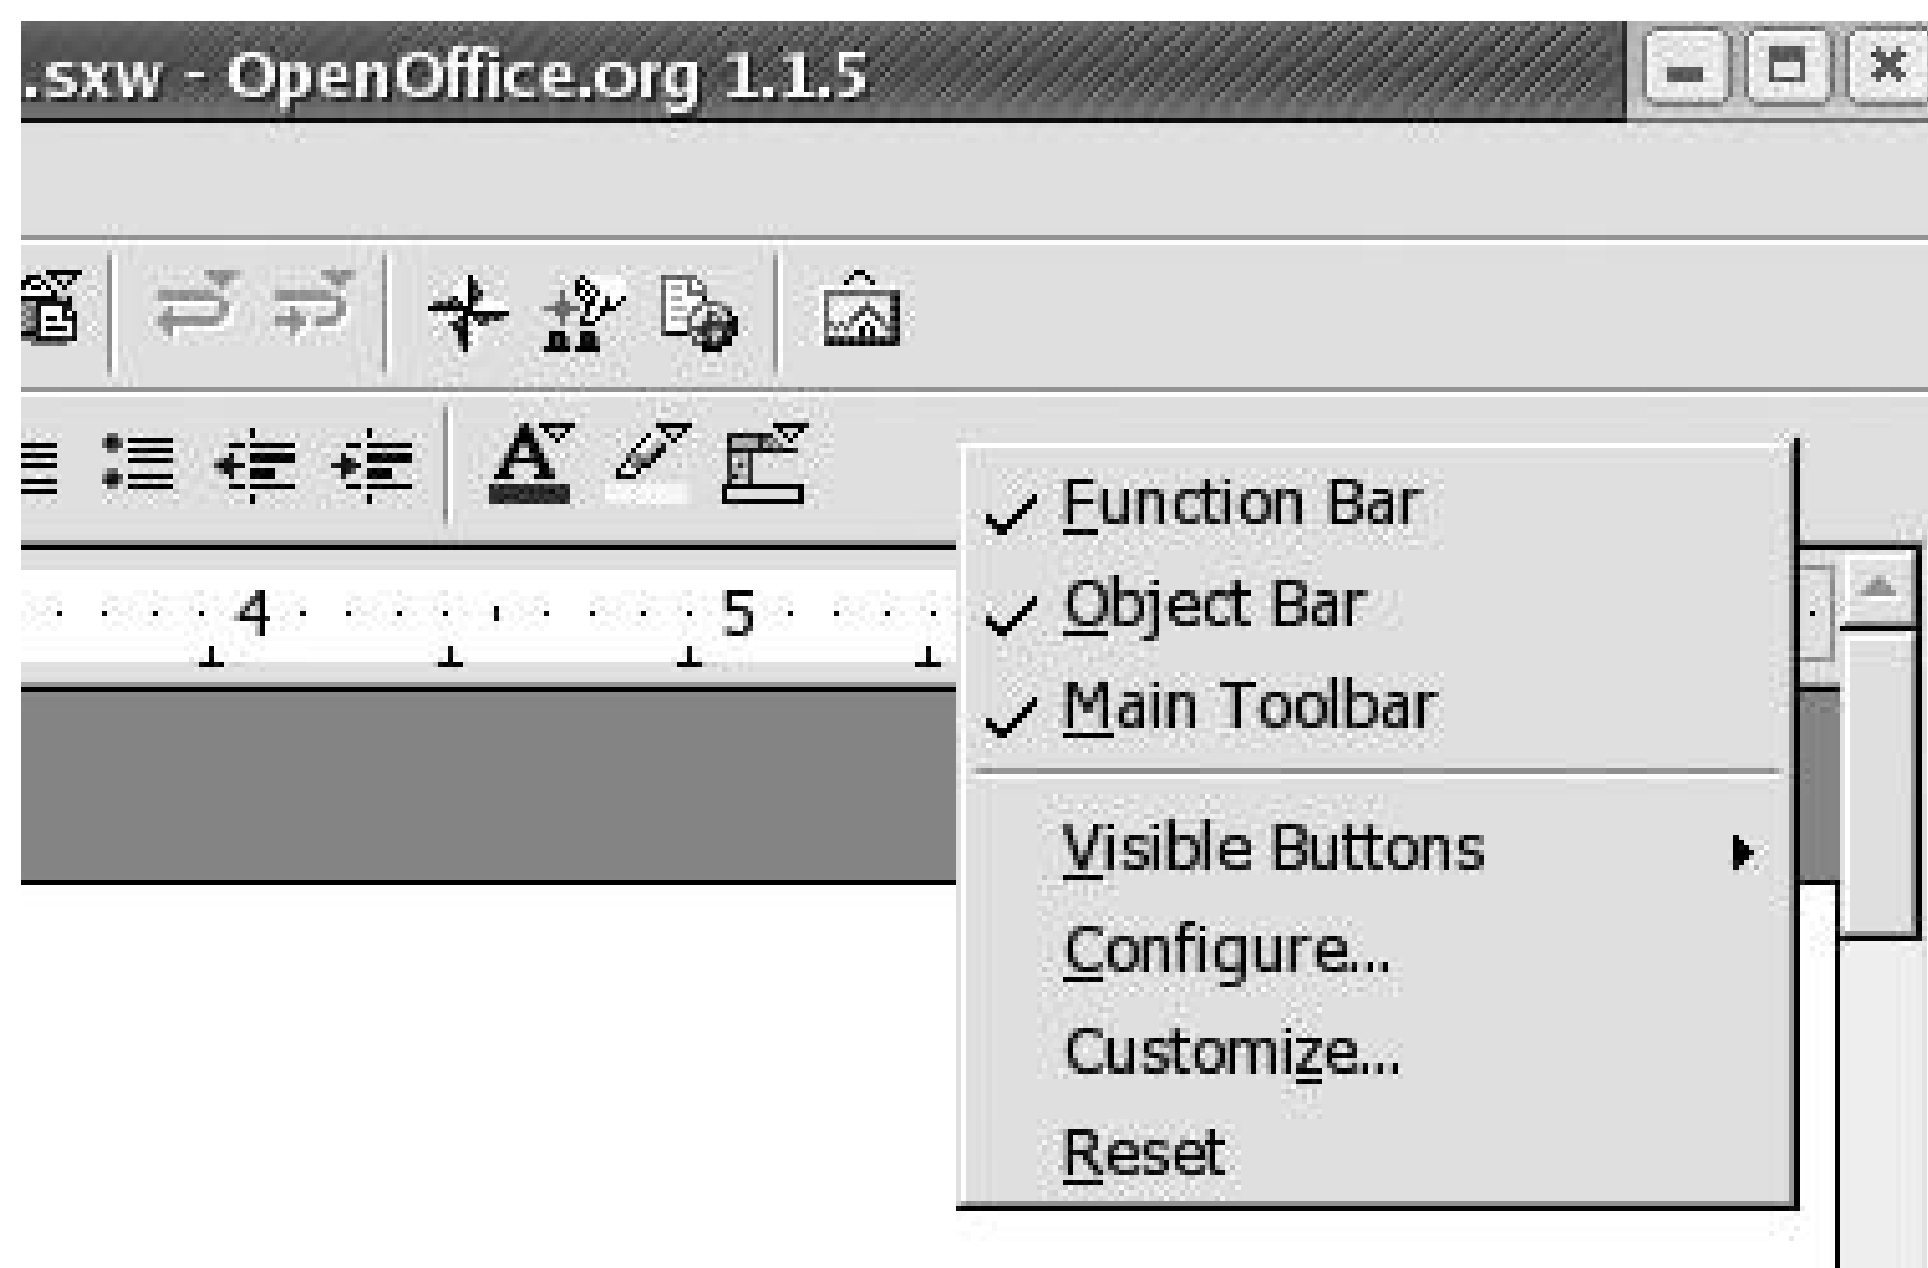 .sxw - OpenOffice.org 1.1.5
A
4 5
Function Bar
Object Bar
Main Toolbar
Visible Buttons
Configure...
Customize...
Reset